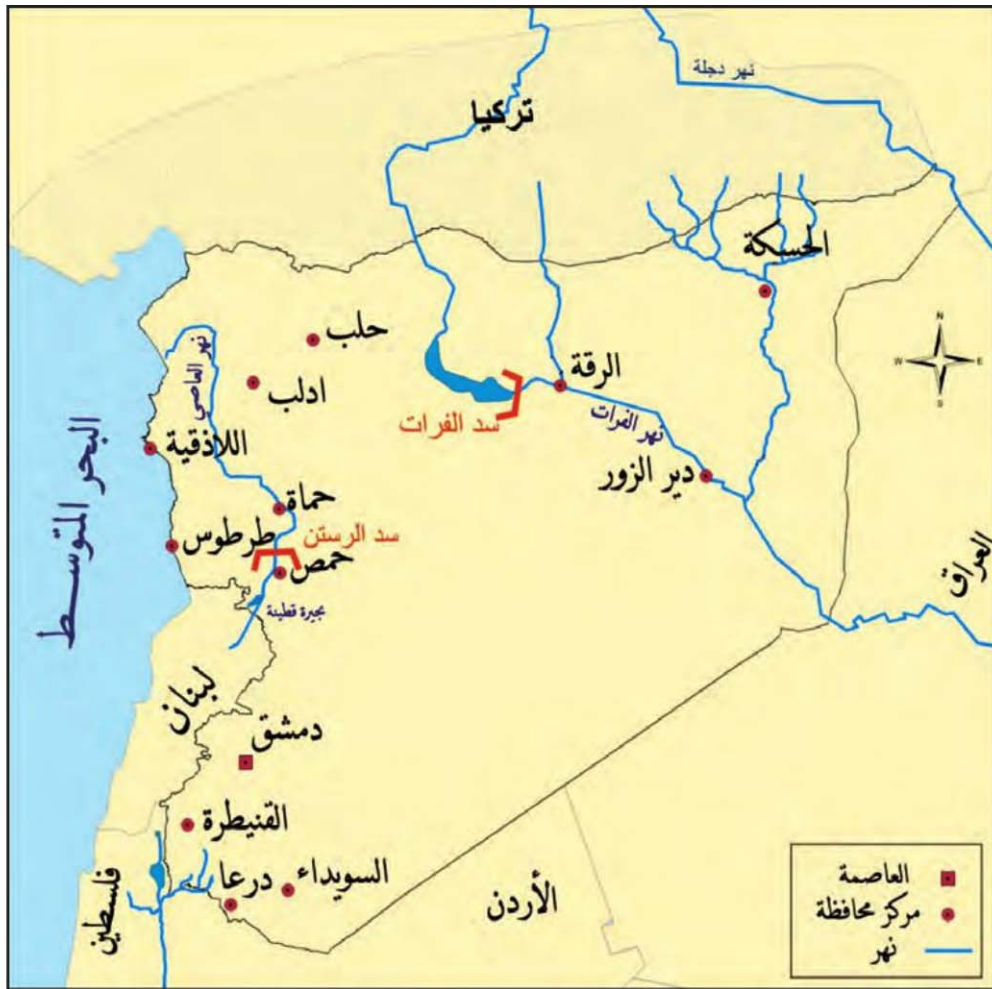 نهر دجلة
تركيا
الحسكة
N
W E
S
حلب
نهر العاصي
ادلب
الرقة
سد الفرات
نهر الفرات
اللاذقية
دير الزور
البحر المتوسط
حماة
سد الرستن
طرطوس
حمص
العراق
بحيرة قطينة
لبنان
دمشق
القنيطرة
السويداء
درعا
الأردن
فلسطين
العاصمة
مركز محافظة
نهر